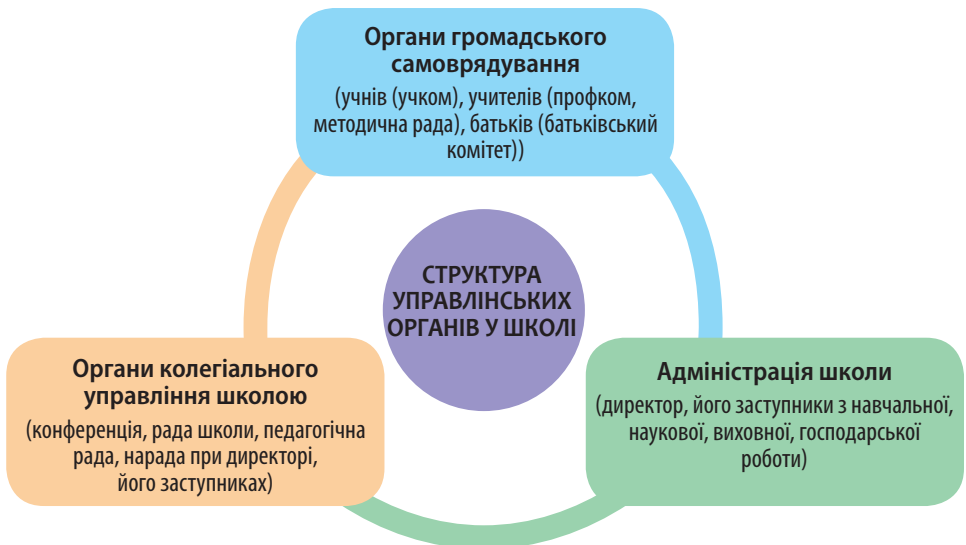 Органи громадського
самоврядування
(учнів (учком), учителів (профком,
методична рада), батьків (батьківський
комітет))
СТРУКТУРА
УПРАВЛІНСЬКИХ
ОРГАНІВ У ШКОЛІ
Органи колегіального
управління школою
(конференція, рада школи, педагогічна
рада, нарада при директорі,
його заступниках)
Адміністрація школи
(директор, його заступники з навчальної,
наукової, виховної, господарської
роботи)